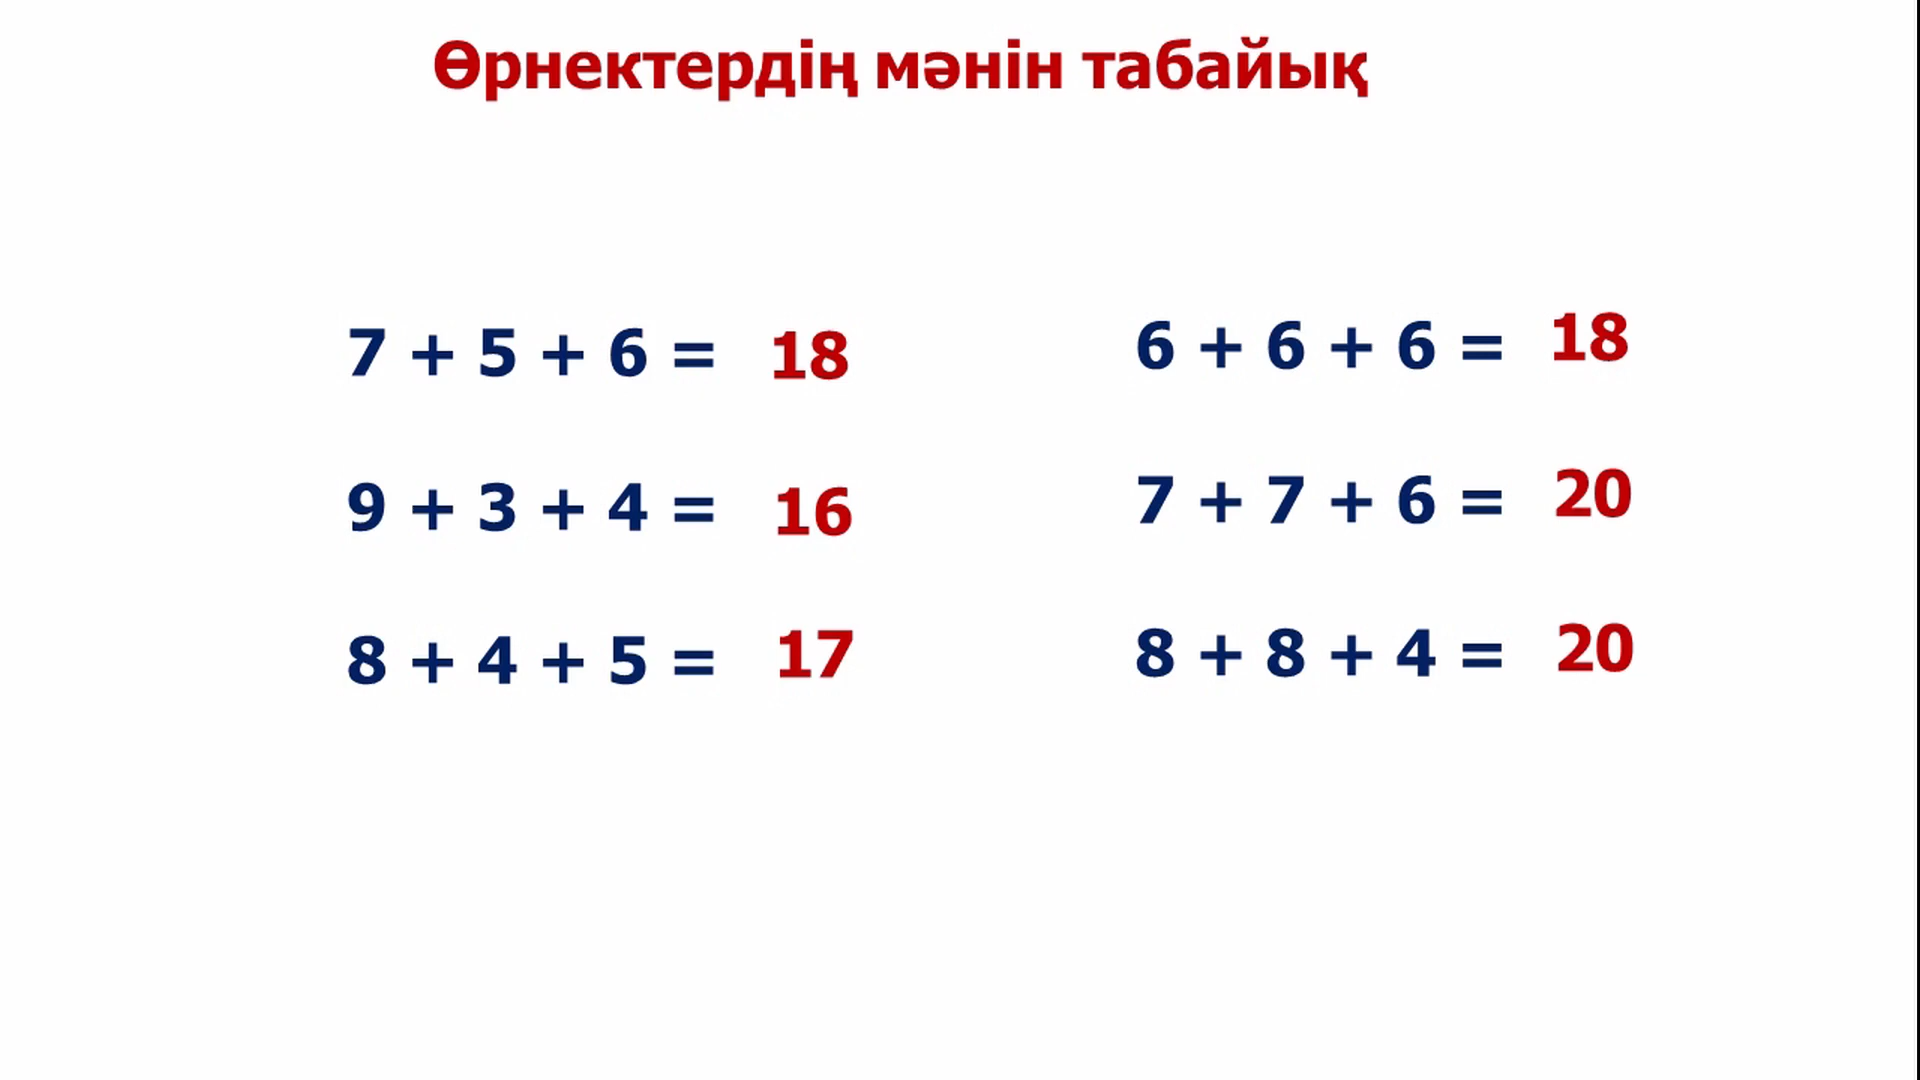 Өрнектердің мәнін табайық
7 + 5 + 6 = 18
9 + 3 + 4 = 16
8 + 4 + 5 = 17
6 + 6 + 6 = 18
7 + 7 + 6 = 20
8 + 8 + 4 = 20